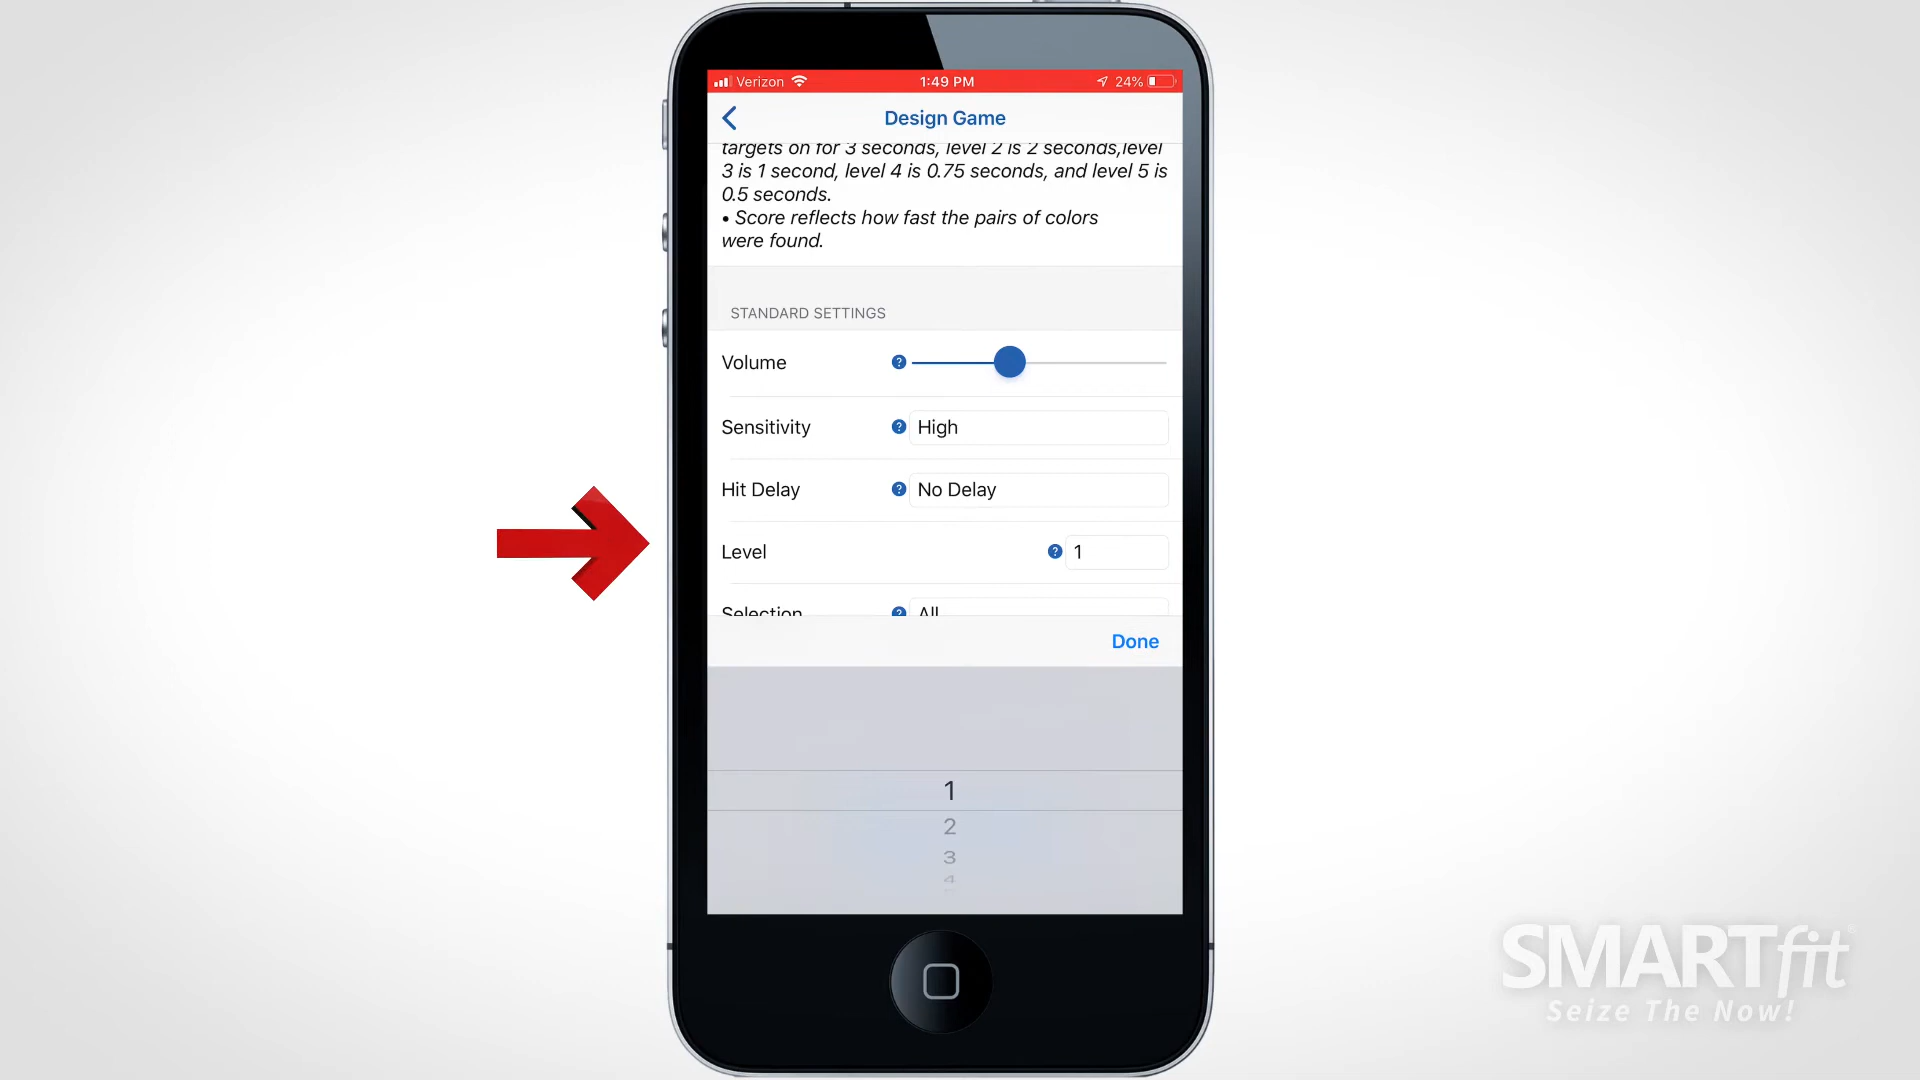 Verizon 1:49 PM 24%
Design Game
targets on for 3 seconds, level 2 is 2 seconds,level
3 is 1 second, level 4 is 0.75 seconds, and level 5 is
0.5 seconds.
• Score reflects how fast the pairs of colors
were found.
STANDARD SETTINGS
Volume ?
Sensitivity ? High
Hit Delay ? No Delay
Level ? 1
Selection ? All
Done
1
2
3
4
SMARTfit
Seize The Now!